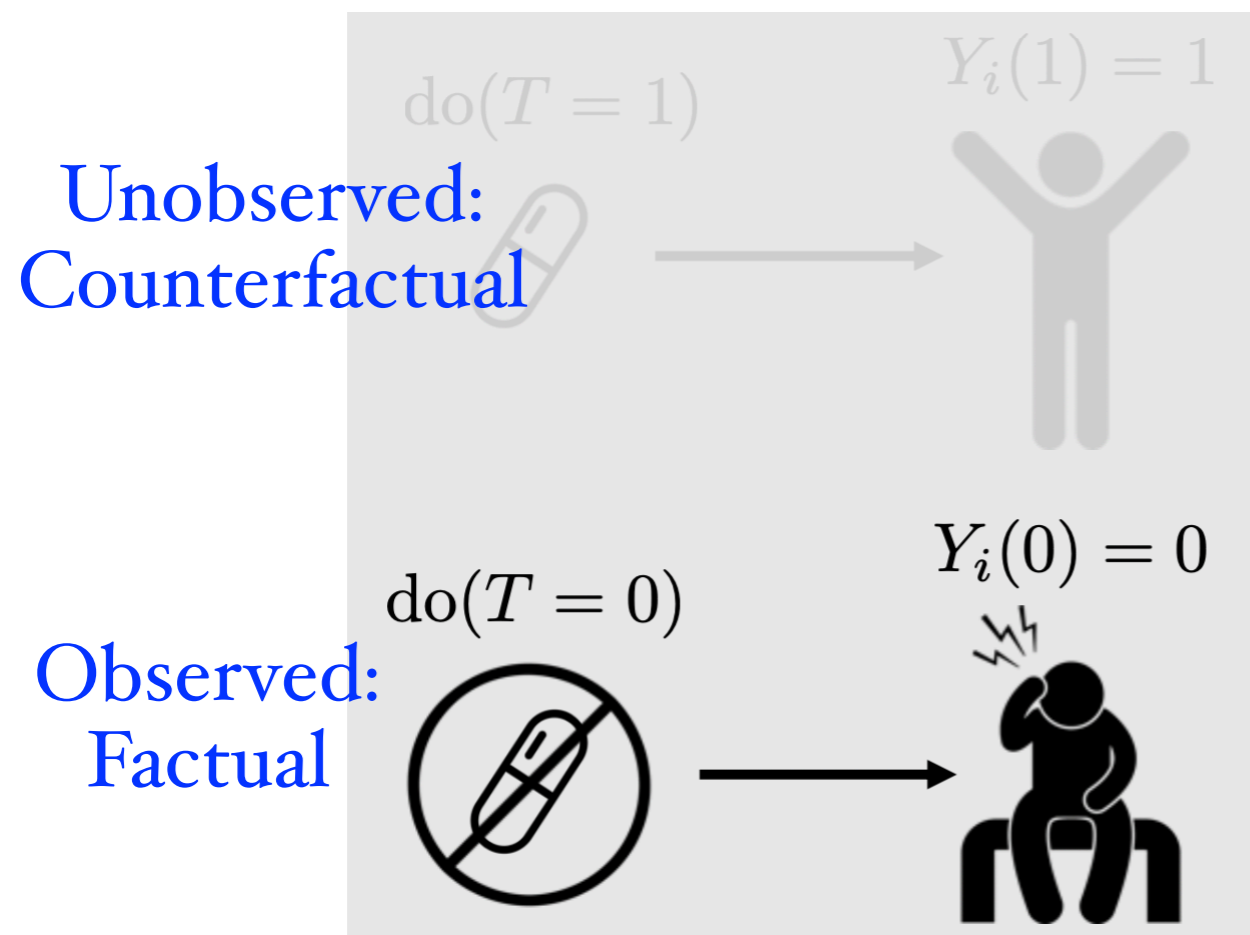 do(T = 1)
Y_i(1) = 1
Unobserved:
Counterfactual
Y_i(0) = 0
do(T = 0)
Observed:
Factual